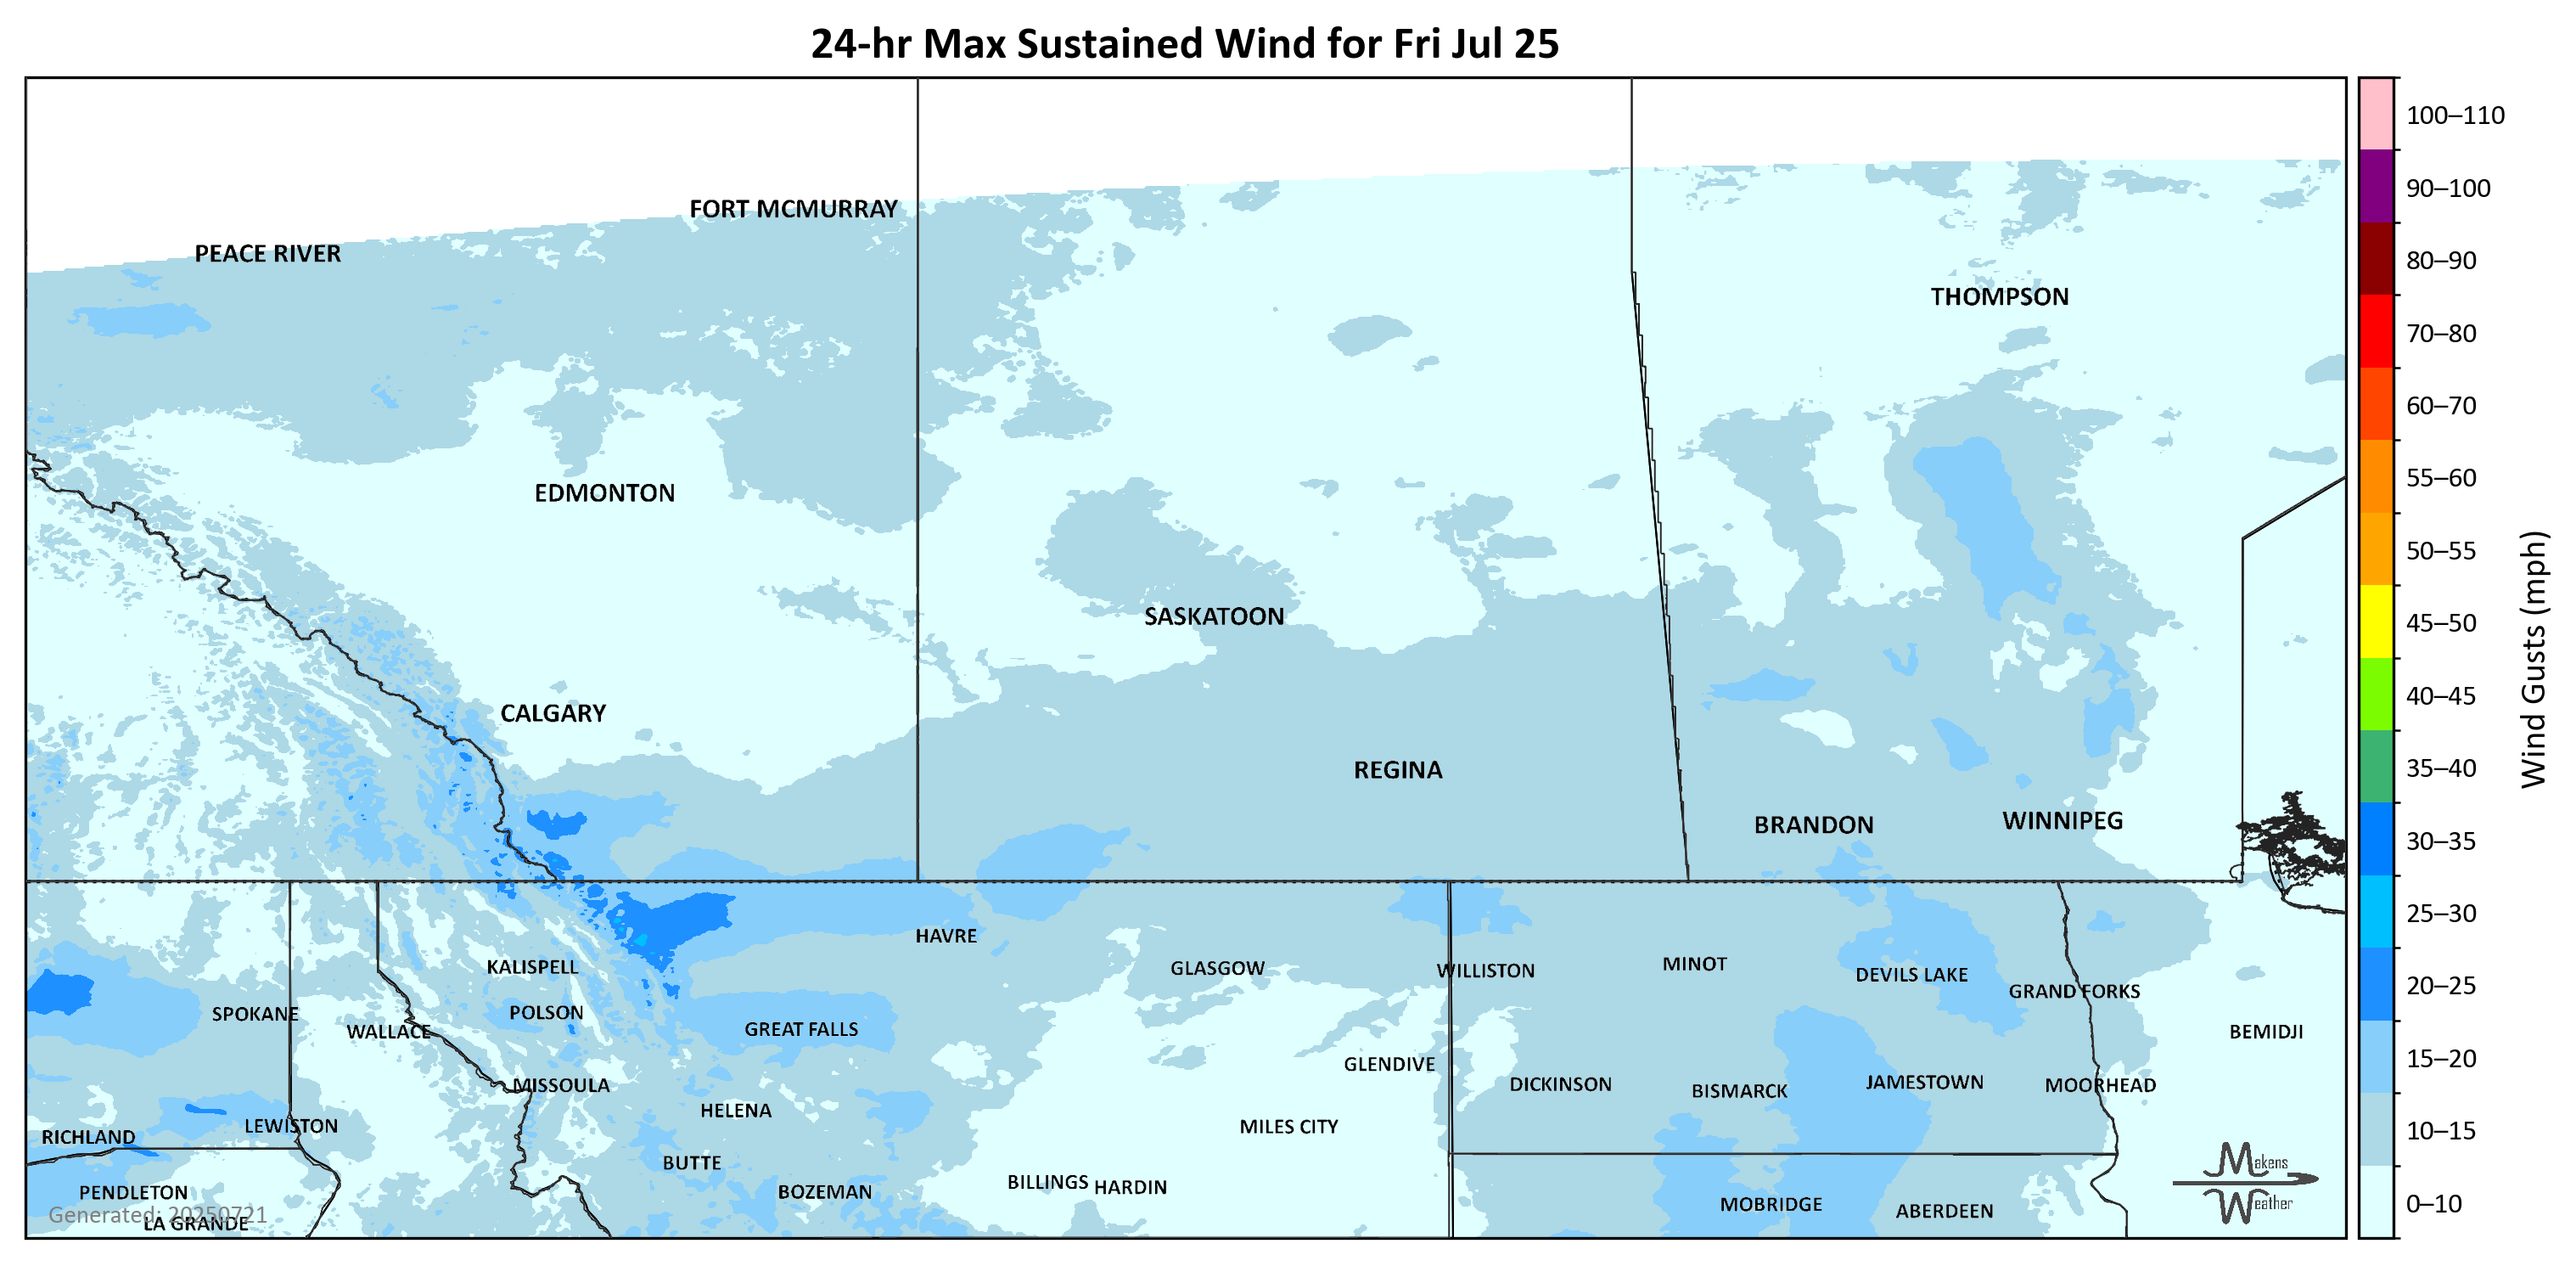 24-hr Max Sustained Wind for Fri Jul 25
100–110
90–100
80–90
70–80
60–70
55–60
50–55
45–50
40–45
35–40
30–35
25–30
20–25
15–20
10–15
0–10
Wind Gusts (mph)
FORT MCMURRAY
PEACE RIVER
THOMPSON
EDMONTON
SASKATOON
CALGARY
REGINA
BRANDON
WINNIPEG
HAVRE
KALISPELL
GLASGOW
WILLISTON
MINOT
DEVILS LAKE
GRAND FORKS
SPOKANE
POLSON
WALLACE
GREAT FALLS
BEMIDJI
GLENDIVE
MISSOULA
DICKINSON
BISMARCK
JAMESTOWN
MOORHEAD
HELENA
LEWISTON
MILES CITY
RICHLAND
BUTTE
BILLINGS
HARDIN
PENDLETON
BOZEMAN
MOBRIDGE
ABERDEEN
Generated: 20250721
LA GRANDE
Makens
Weather